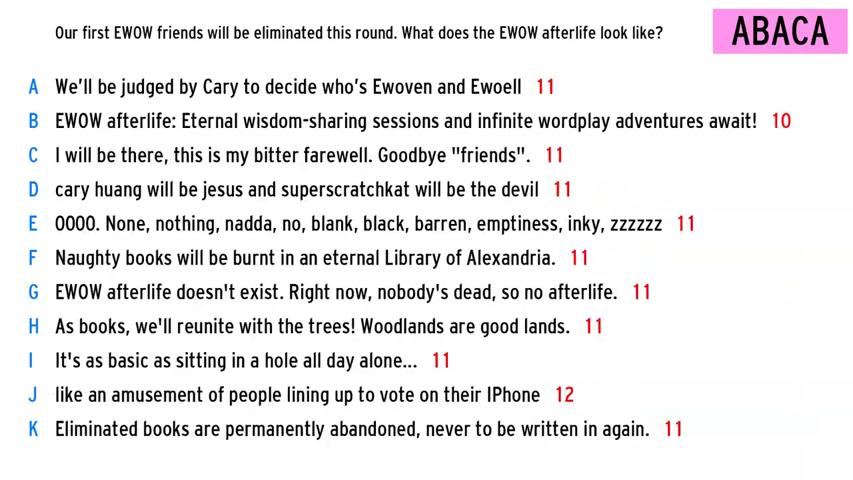 Our first EWOW friends will be eliminated this round. What does the EWOW afterlife look like?
ABACA
A We'll be judged by Cary to decide who's Ewoven and Ewoell 11
B EWOW afterlife: Eternal wisdom-sharing sessions and infinite wordplay adventures await! 10
C I will be there, this is my bitter farewell. Goodbye "friends". 11
D cary huang will be jesus and superscratchkat will be the devil 11
E 0000. None, nothing, nadda, no, blank, black, barren, emptiness, inky, zzzzzz 11
F Naughty books will be burnt in an eternal Library of Alexandria. 11
G EWOW afterlife doesn't exist. Right now, nobody's dead, so no afterlife. 11
H As books, we'll reunite with the trees! Woodlands are good lands. 11
I It's as basic as sitting in a hole all day alone... 11
J like an amusement of people lining up to vote on their IPhone 12
K Eliminated books are permanently abandoned, never to be written in again. 11